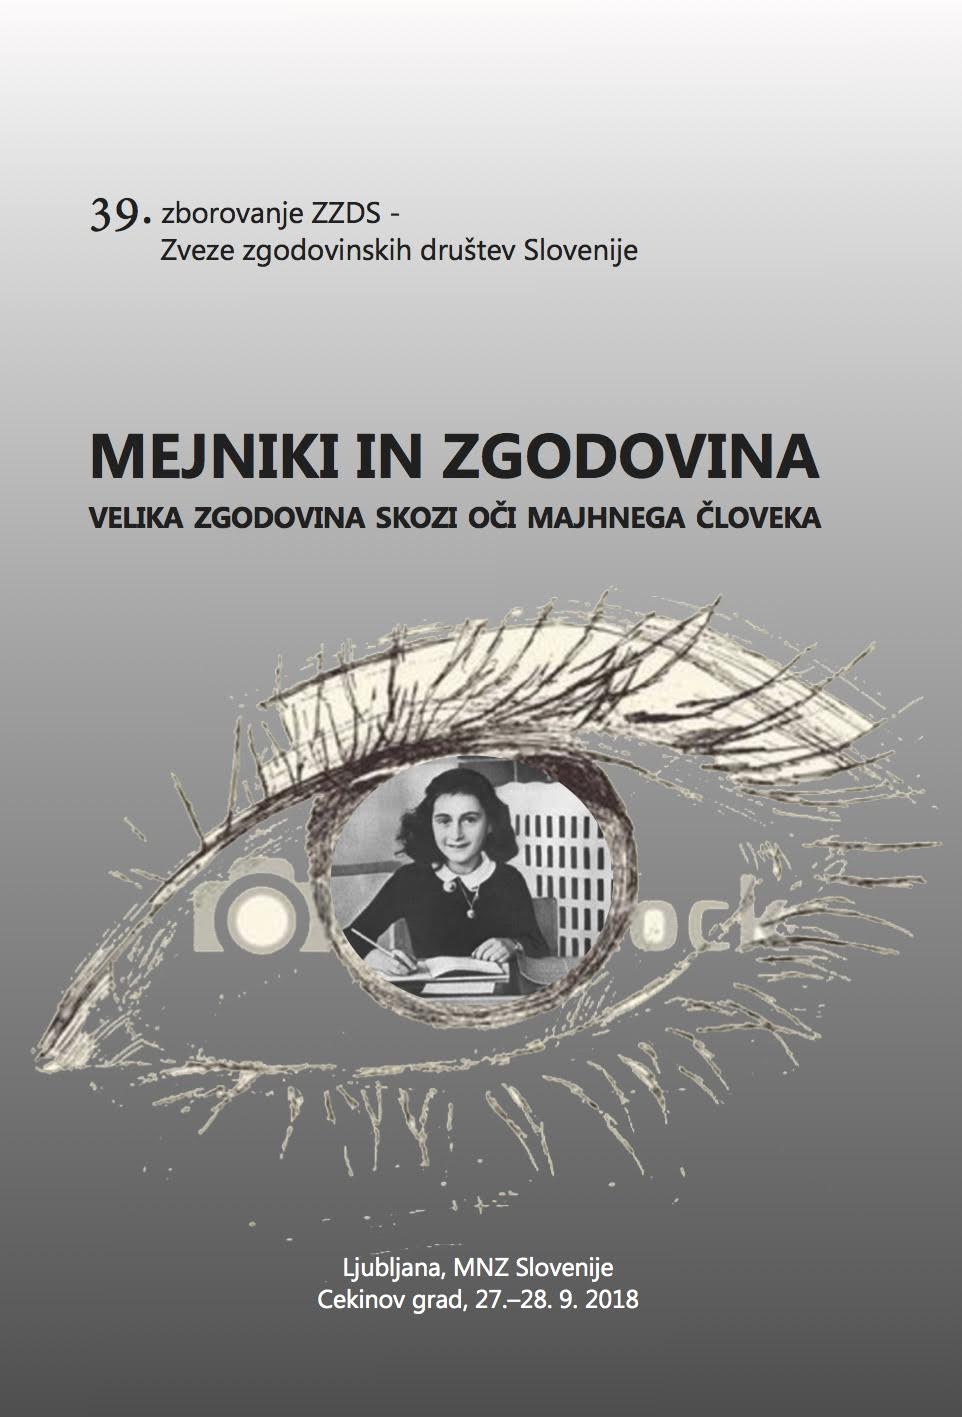 39. zborovanje ZZDS -
Zveze zgodovinskih društev Slovenije
MEJNIKI IN ZGODOVINA
VELIKA ZGODOVINA SKOZI OČI MAJHNEGA ČLOVEKA
ock
Ljubljana, MNZ Slovenije
Cekinov grad, 27.–28. 9. 2018